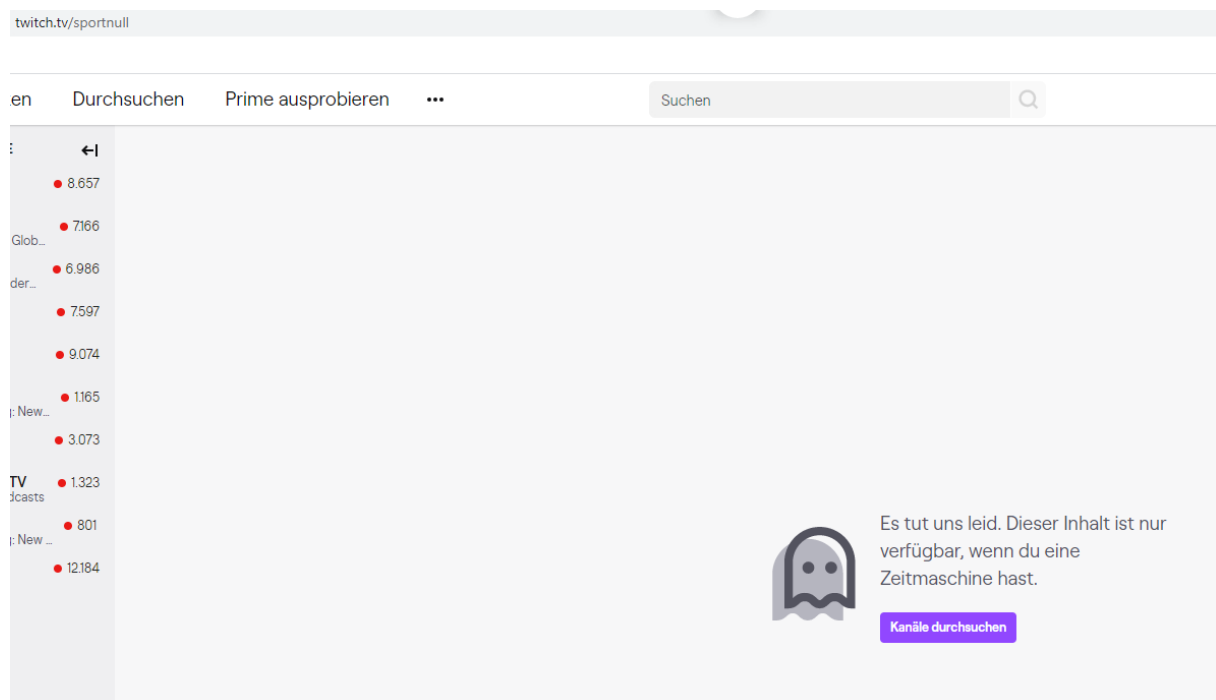 twitch.tv/sportnull
en Durchsuchen Prime ausprobieren •••
Suchen
8.657
7.166
Glob...
6.986
der...
7.597
9.074
1.165
: New...
3.073
TV 1.323
dcasts
801
: New ...
12.184
Es tut uns leid. Dieser Inhalt ist nur
verfügbar, wenn du eine
Zeitmaschine hast.
Kanäle durchsuchen